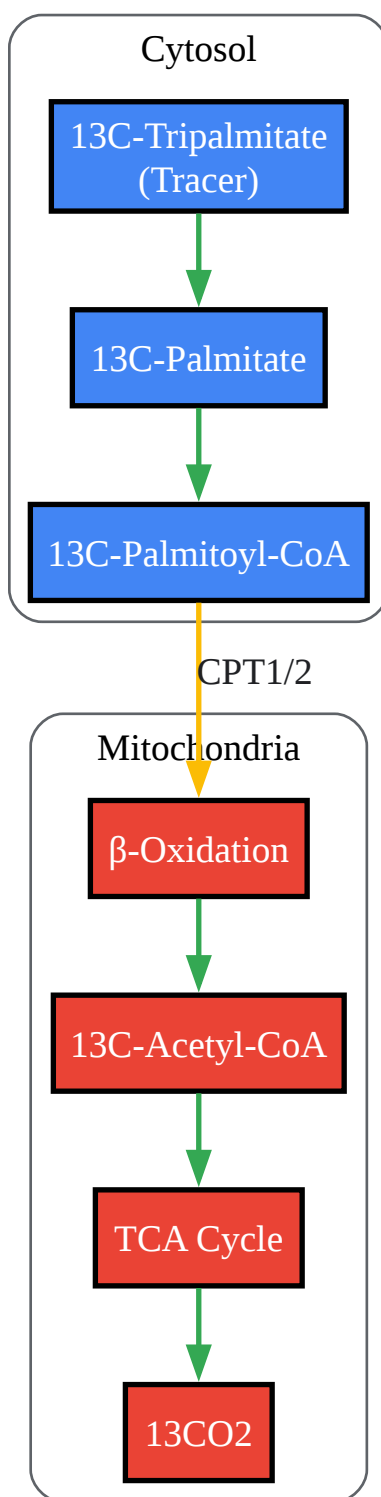 Cytosol
13C-Tripalmitate
(Tracer)
13C-Palmitate
13C-Palmitoyl-CoA
CPT1/2
Mitochondria
β-Oxidation
13C-Acetyl-CoA
TCA Cycle
13CO2